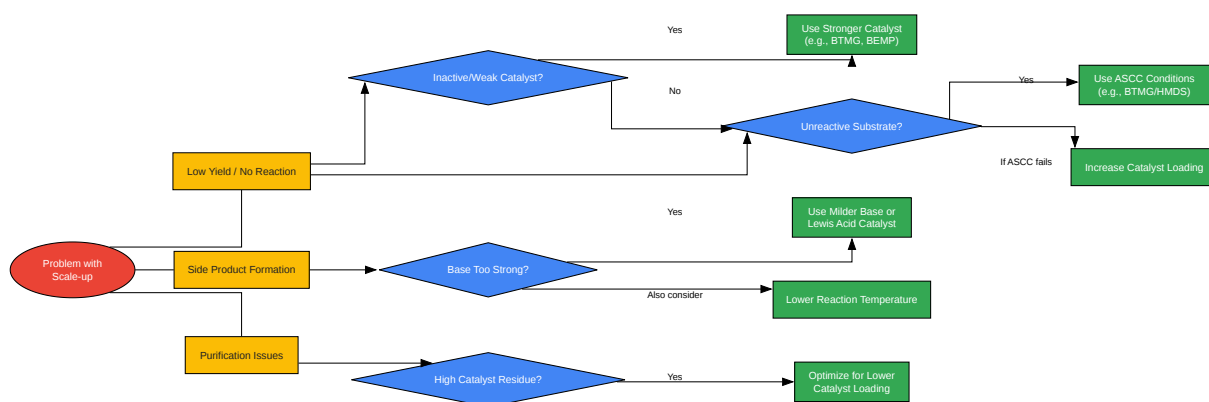 Yes
Use Stronger Catalyst
(e.g., BTMG, BEMP)
Inactive/Weak Catalyst?
Yes
Use ASCC Conditions
(e.g., BTMG/HMDS)
No
Unreactive Substrate?
If ASCC fails
Increase Catalyst Loading
Low Yield / No Reaction
Yes
Use Milder Base or
Lewis Acid Catalyst
Problem with
Scale-up
Side Product Formation
Base Too Strong?
Also consider
Lower Reaction Temperature
Purification Issues
High Catalyst Residue?
Yes
Optimize for Lower
Catalyst Loading